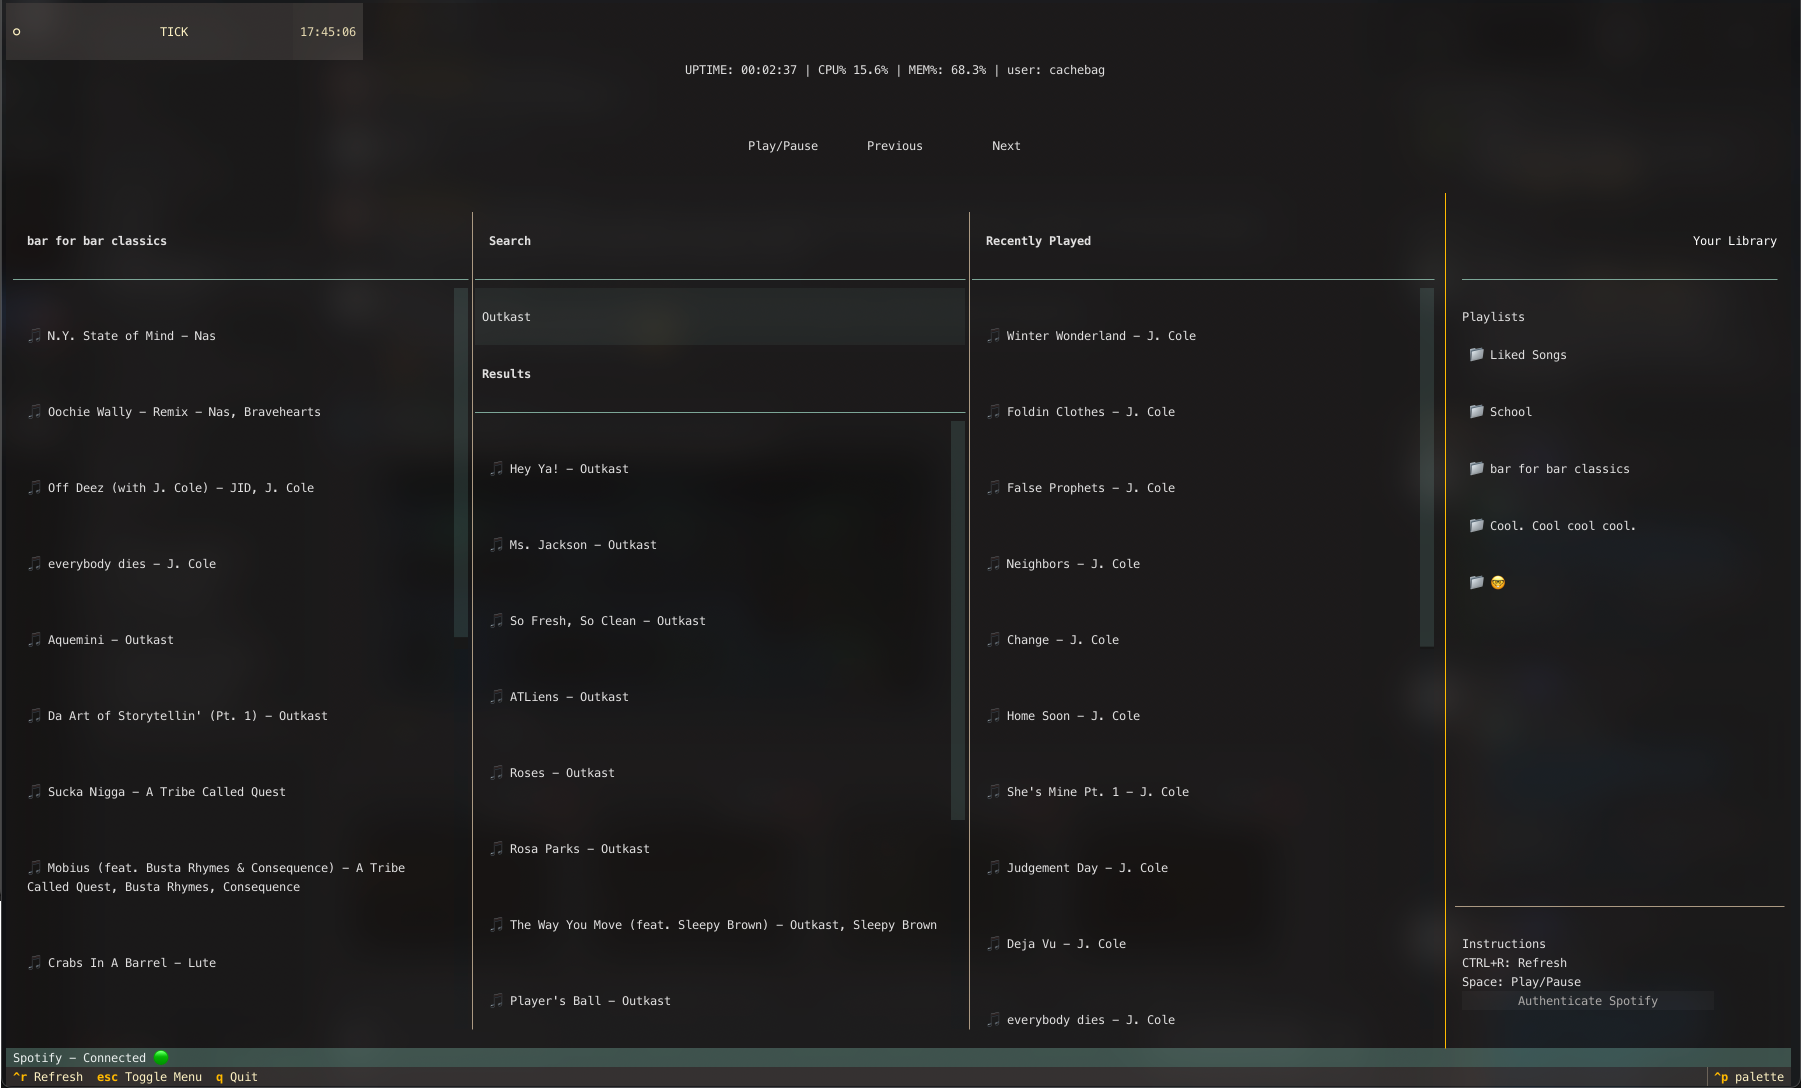 TICK 17:45:06
UPTIME: 00:02:37 | CPU% 15.6% | MEM%: 68.3% | user: cachebag
Play/Pause Previous Next
bar for bar classics
N.Y. State of Mind – Nas
Oochie Wally – Remix – Nas, Bravehearts
Off Deez (with J. Cole) – JID, J. Cole
everybody dies – J. Cole
Aquemini – Outkast
Da Art of Storytellin' (Pt. 1) – Outkast
Sucka Nigga – A Tribe Called Quest
Mobius (feat. Busta Rhymes & Consequence) – A Tribe
Called Quest, Busta Rhymes, Consequence
Crabs In A Barrel – Lute
Search
Outkast
Results
Hey Ya! – Outkast
Ms. Jackson – Outkast
So Fresh, So Clean – Outkast
ATLiens – Outkast
Roses – Outkast
Rosa Parks – Outkast
The Way You Move (feat. Sleepy Brown) – Outkast, Sleepy Brown
Player's Ball – Outkast
Recently Played
Winter Wonderland – J. Cole
Foldin Clothes – J. Cole
False Prophets – J. Cole
Neighbors – J. Cole
Change – J. Cole
Home Soon – J. Cole
She's Mine Pt. 1 – J. Cole
Judgement Day – J. Cole
Deja Vu – J. Cole
everybody dies – J. Cole
Your Library
Playlists
Liked Songs
School
bar for bar classics
Cool. Cool cool cool.
Instructions
CTRL+R: Refresh
Space: Play/Pause
Authenticate Spotify
Spotify – Connected
^r Refresh esc Toggle Menu q Quit ^p palette